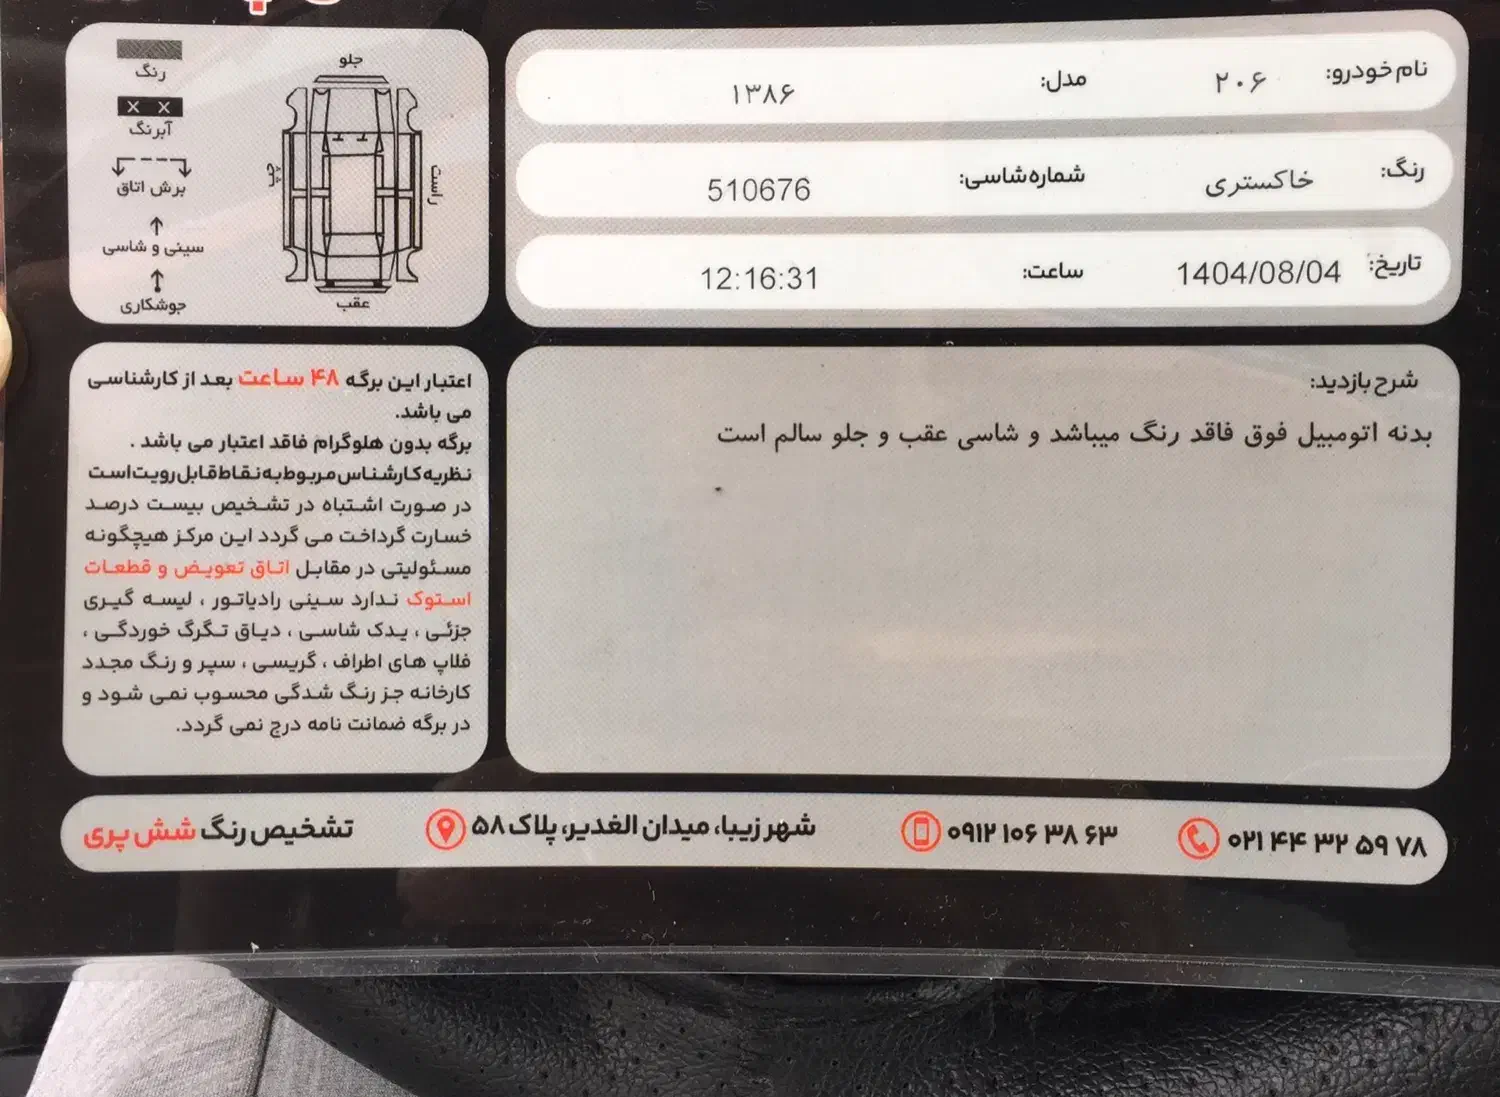 نام خودرو: ۲۰۶ مدل: ۱۳۸۶
رنگ: خاکستری شماره شاسی: 510676
تاریخ: 1404/08/04 ساعت: 12:16:31
رنگ
آبرنگ
برش اتاق
سینی و شاسی
جوشکاری
جلو
راست
چپ
عقب
شرح بازدید:
بدنه اتومبیل فوق فاقد رنگ میباشد و شاسی عقب و جلو سالم است
اعتبار این برگه ۴۸ ساعت بعد از کارشناسی
می باشد.
برگه بدون هلوگرام فاقد اعتبار می باشد .
نظریه کارشناس مربوط به نقاط قابل رویت است
در صورت اشتباه در تشخیص بیست درصد
خسارت گرداخت می گردد این مرکز هیچگونه
مسئولیتی در مقابل اتاق تعویض و قطعات
استوک ندارد سینی رادیاتور ، لیسه گیری
جزئی ، یدک شاسی ، دیاق تگرگ خوردگی ،
فلاپ های اطراف ، گریسی ، سپر و رنگ مجدد
کارخانه جز رنگ شدگی محسوب نمی شود و
در برگه ضمانت نامه درج نمی گردد.
۰۲۱ ۴۴ ۳۲ ۵۹ ۷۸
۰۹۱۲ ۱۰۶ ۳۸ ۶۳
شهر زیبا، میدان الغدیر، پلاک ۵۸
تشخیص رنگ شش پری